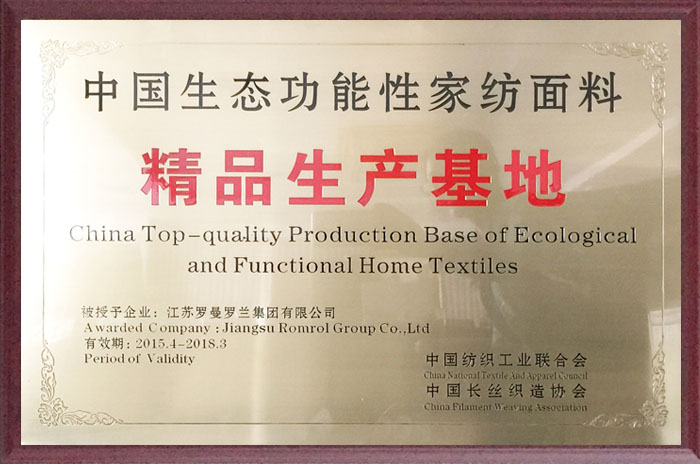 中国生态功能性家纺面料
精品生产基地
China Top-quality Production Base of Ecological
and Functional Home Textiles
被授予企业：江苏罗曼罗兰集团有限公司
Awarded Company : Jiangsu Romrol Group Co.,Ltd
有效期：2015.4-2018.3
Period of Validity
中国纺织工业联合会
China National Textile And Apparel Council
中国长丝织造协会
China Filament Weaving Association